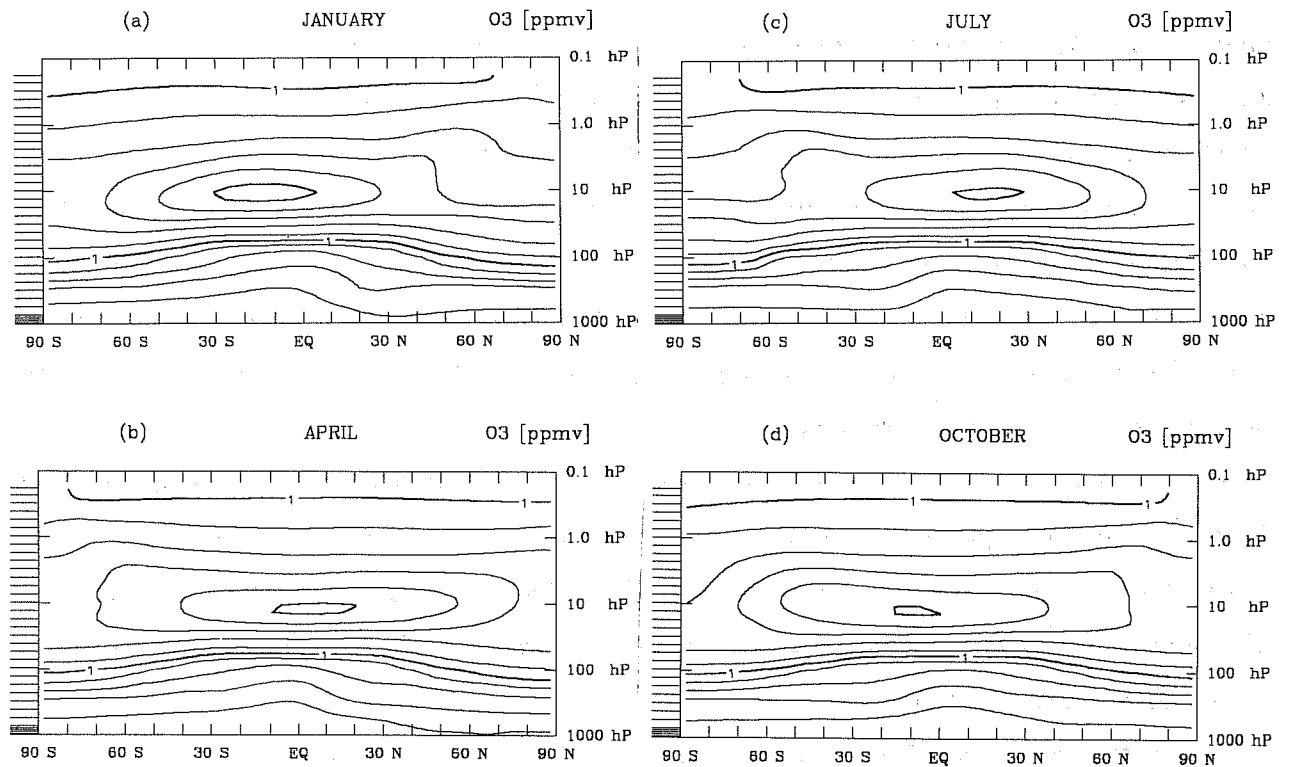 (a) JANUARY O3 [ppmv]
0.1 hP
1
1.0 hP
10 hP
1
1
100 hP
1000 hP
90 S 60 S 30 S EQ 30 N 60 N 90 N
(c) JULY O3 [ppmv]
0.1 hP
1
1.0 hP
10 hP
1
1
100 hP
1000 hP
90 S 60 S 30 S EQ 30 N 60 N 90 N
(b) APRIL O3 [ppmv]
0.1 hP
1 1
1.0 hP
10 hP
1
1
100 hP
1000 hP
90 S 60 S 30 S EQ 30 N 60 N 90 N
(d) OCTOBER O3 [ppmv]
0.1 hP
1 1
1.0 hP
10 hP
1
1
100 hP
1000 hP
90 S 60 S 30 S EQ 30 N 60 N 90 N